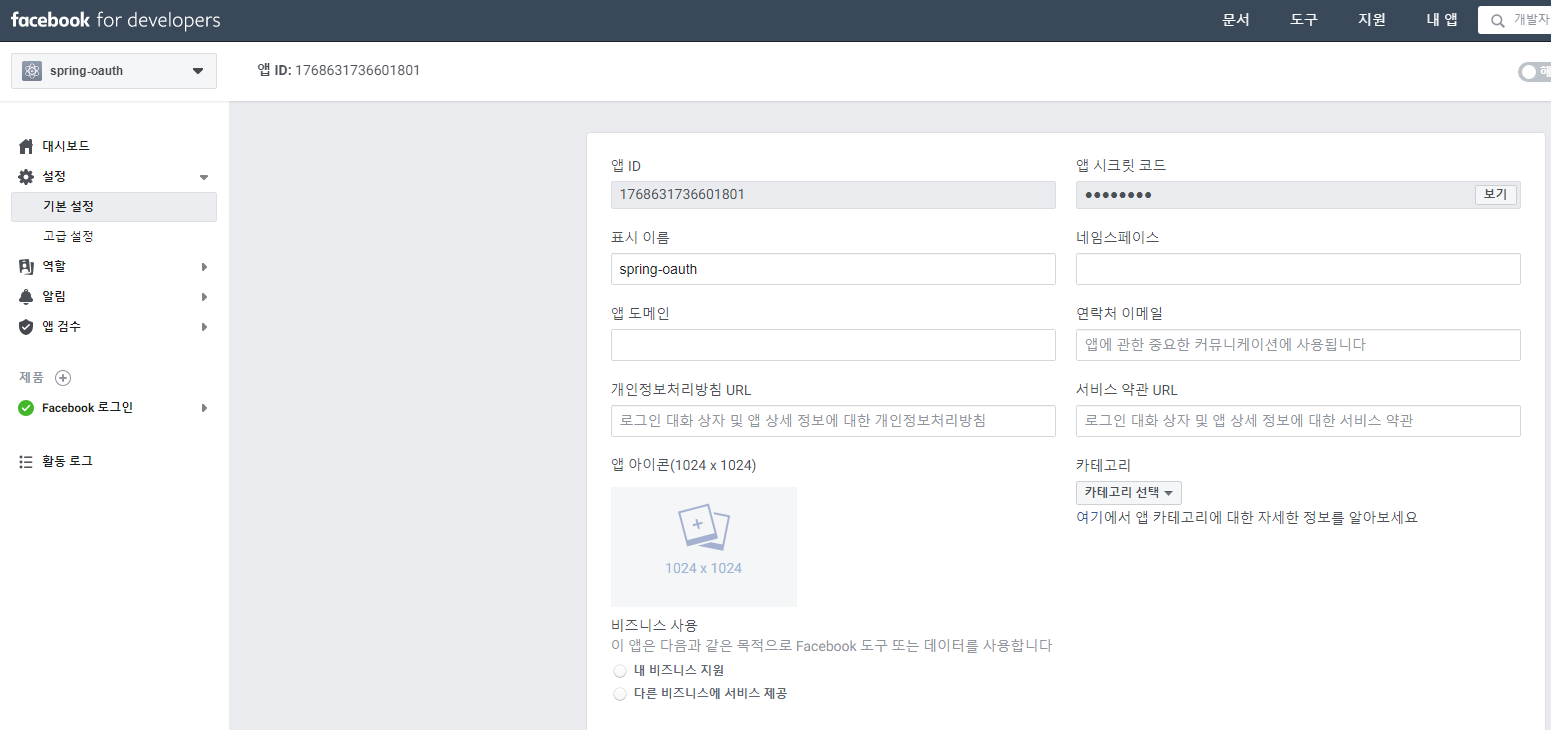 facebook for developers
문서 도구 지원 내 앱 개발자
spring-oauth
앱 ID: 1768631736601801
해
대시보드
설정
기본 설정
고급 설정
역할
알림
앱 검수
제품
Facebook 로그인
활동 로그
앱 ID
1768631736601801
앱 시크릿 코드
●●●●●●●●
보기
표시 이름
spring-oauth
네임스페이스
앱 도메인
연락처 이메일
앱에 관한 중요한 커뮤니케이션에 사용됩니다
개인정보처리방침 URL
로그인 대화 상자 및 앱 상세 정보에 대한 개인정보처리방침
서비스 약관 URL
로그인 대화 상자 및 앱 상세 정보에 대한 서비스 약관
앱 아이콘(1024 x 1024)
1024 x 1024
카테고리
카테고리 선택
여기에서 앱 카테고리에 대한 자세한 정보를 알아보세요
비즈니스 사용
이 앱은 다음과 같은 목적으로 Facebook 도구 또는 데이터를 사용합니다
내 비즈니스 지원
다른 비즈니스에 서비스 제공